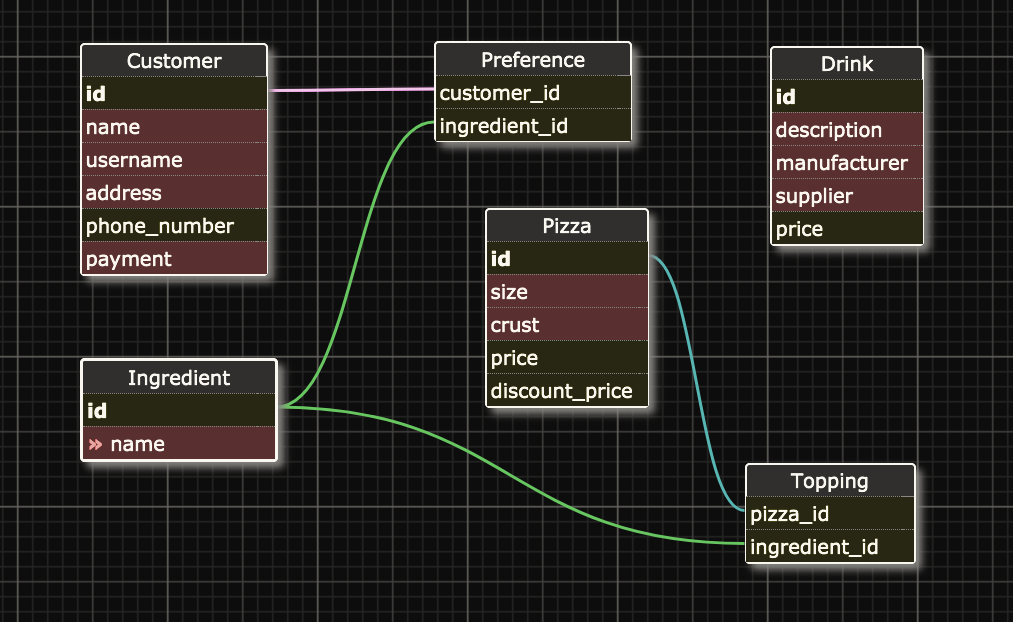 Customer
id
name
username
address
phone_number
payment
Preference
customer_id
ingredient_id
Drink
id
description
manufacturer
supplier
price
Pizza
id
size
crust
price
discount_price
Ingredient
id
» name
Topping
pizza_id
ingredient_id